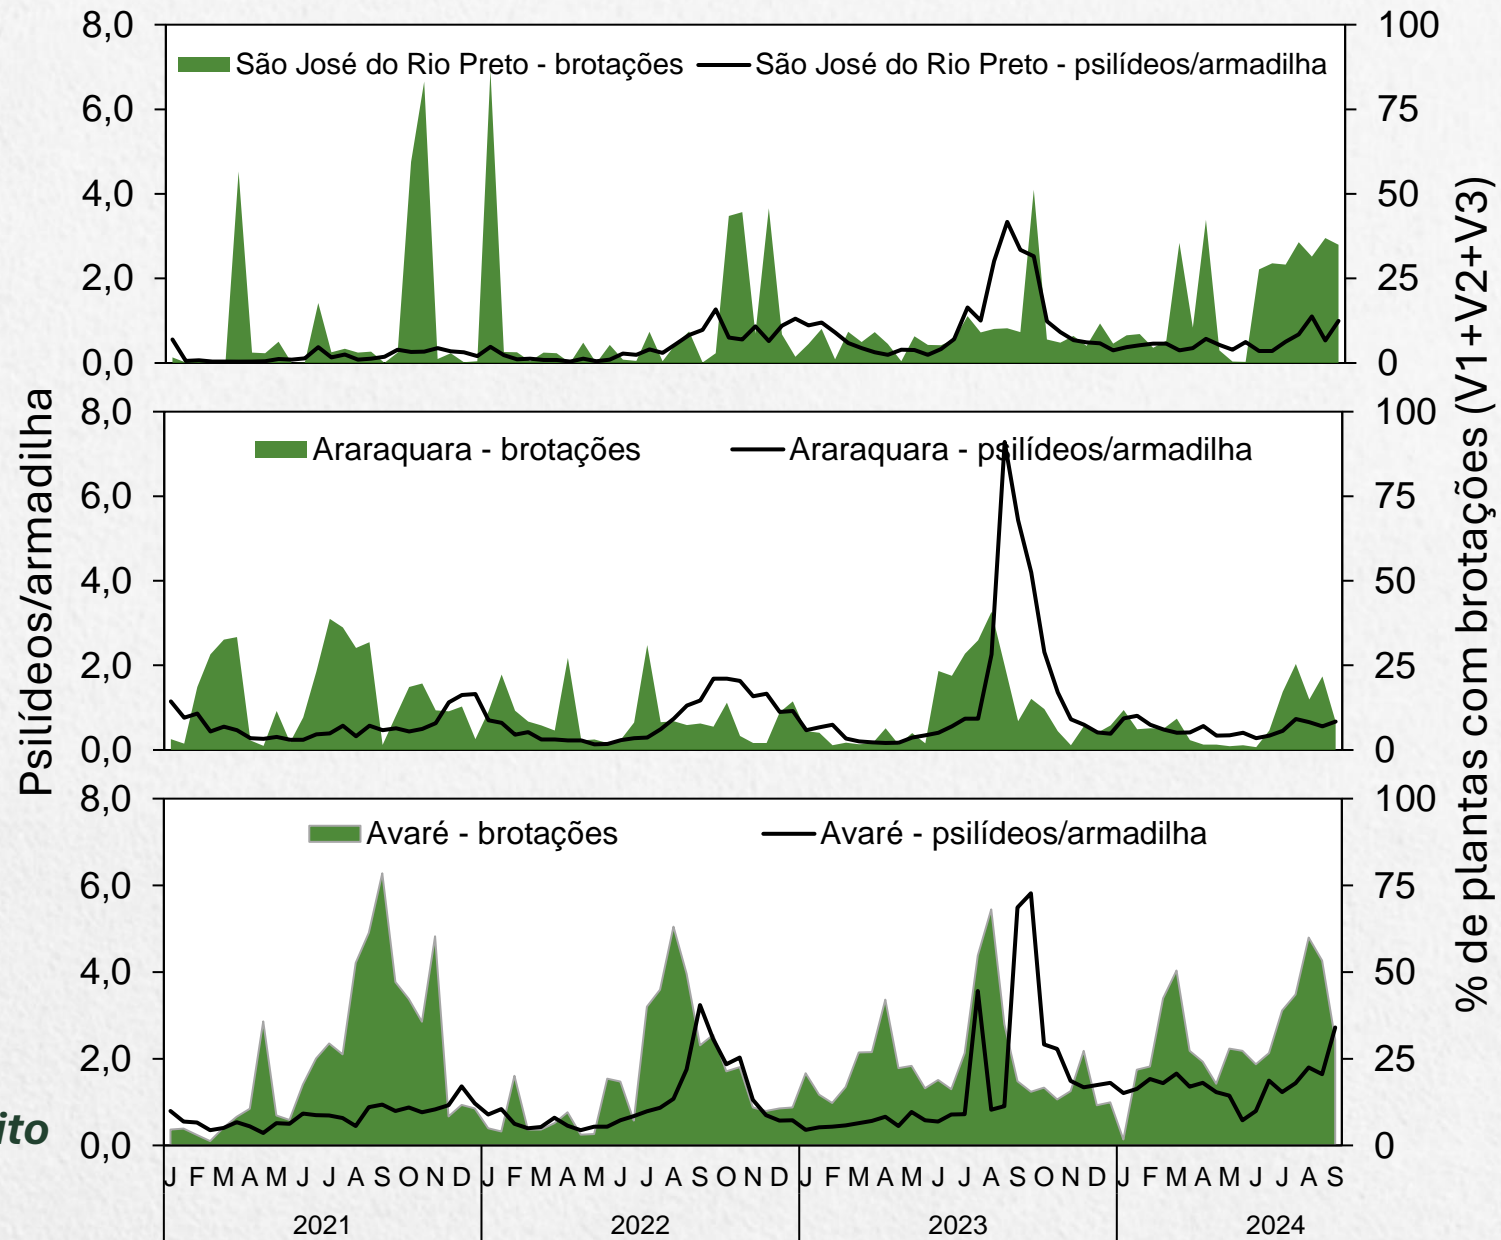 8,0
6,0
4,0
2,0
0,0
100
75
50
25
0
São José do Rio Preto - brotações
São José do Rio Preto - psilídeos/armadilha
8,0
6,0
4,0
2,0
0,0
100
75
50
25
0
Araraquara - brotações
Araraquara - psilídeos/armadilha
8,0
6,0
4,0
2,0
0,0
100
75
50
25
0
Avaré - brotações
Avaré - psilídeos/armadilha
Psilídeos/armadilha
% de plantas com brotações (V1+V2+V3)
ito
J F M A M J J A S O N D J F M A M J J A S O N D J F M A M J J A S O N D J F M A M J J A S
2021 2022 2023 2024